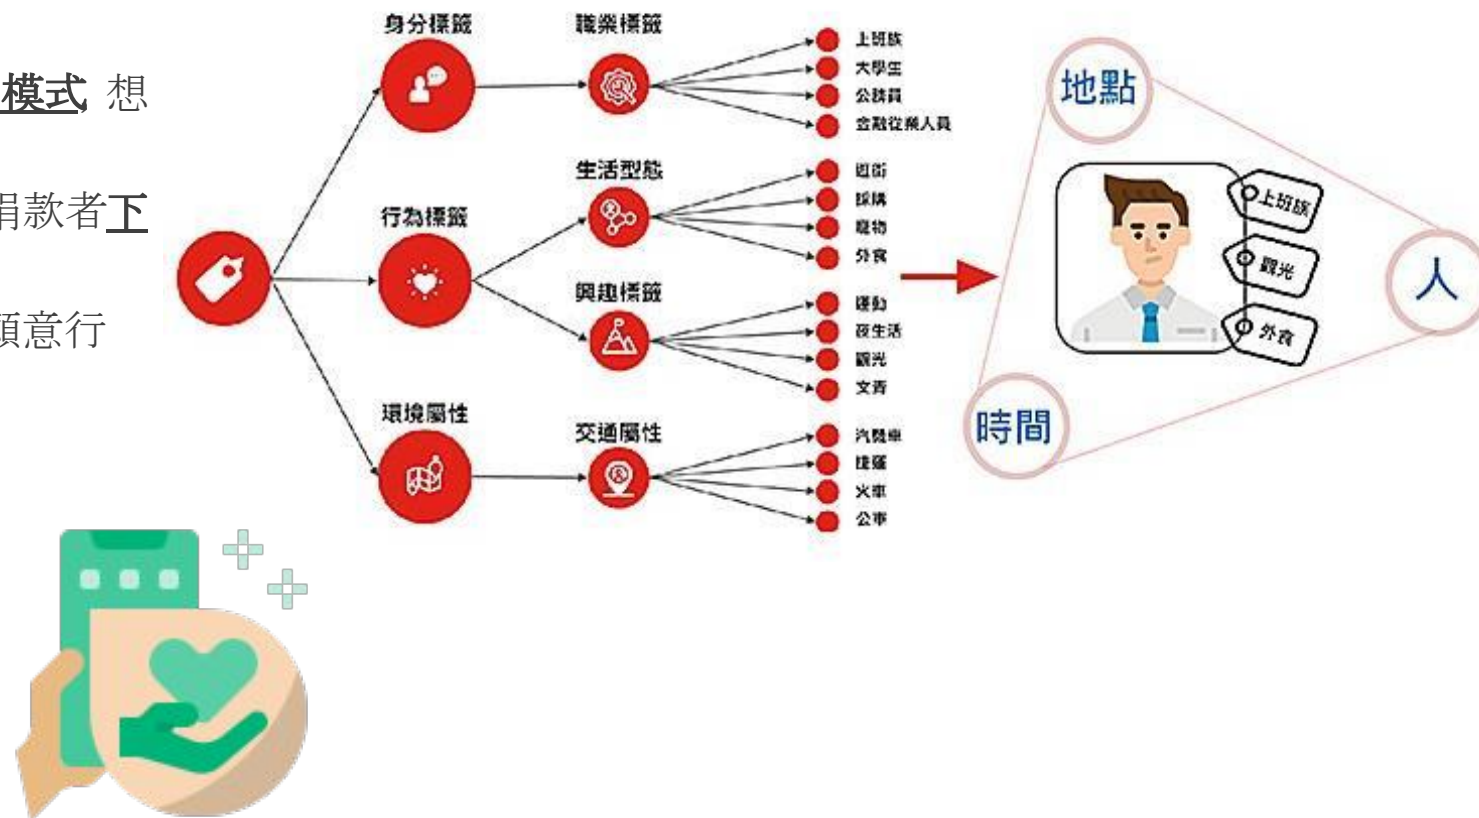 模式, 想
捐款者下
願意行
身分標籤
職業標籤
上班族
大學生
公務員
金融從業人員
行為標籤
生活型態
逛街
採購
寵物
外食
興趣標籤
運動
夜生活
觀光
文青
環境屬性
交通屬性
汽機車
捷運
火車
公車
地點
上班族
觀光
外食
人
時間